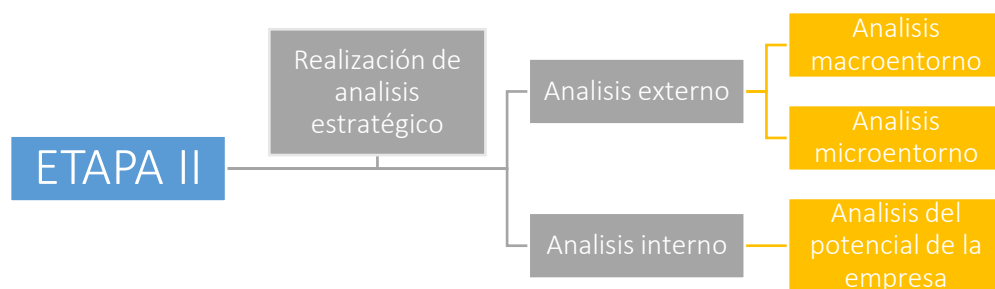 ETAPA II
Realización de
analisis
estratégico
Analisis externo
Analisis
macroentorno
Analisis
microentorno
Analisis interno
Analisis del
potencial de la
empresa